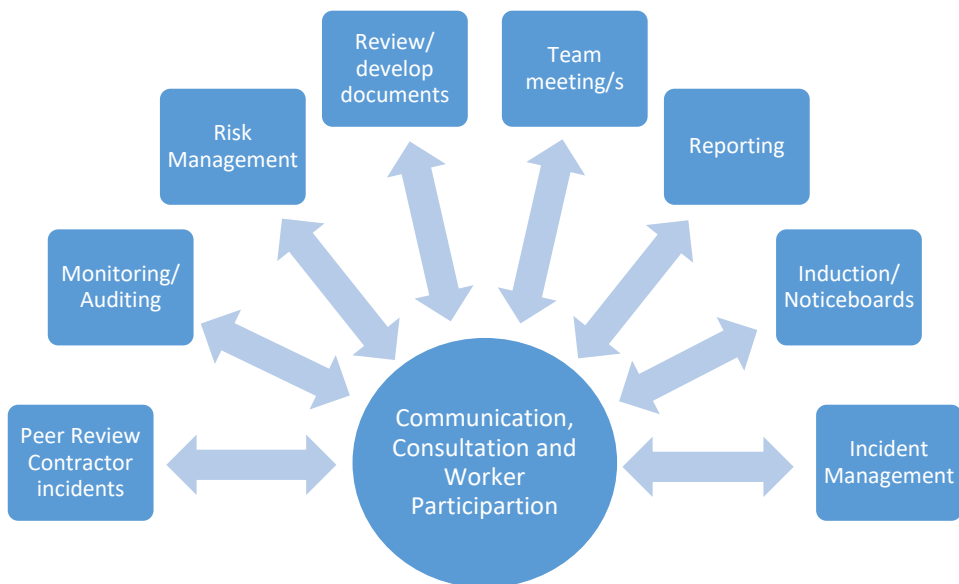 Review/
develop
documents
Team
meeting/s
Risk
Management
Reporting
Monitoring/
Auditing
Induction/
Noticeboards
Peer Review
Contractor
incidents
Communication,
Consultation and
Worker
Participartion
Incident
Management